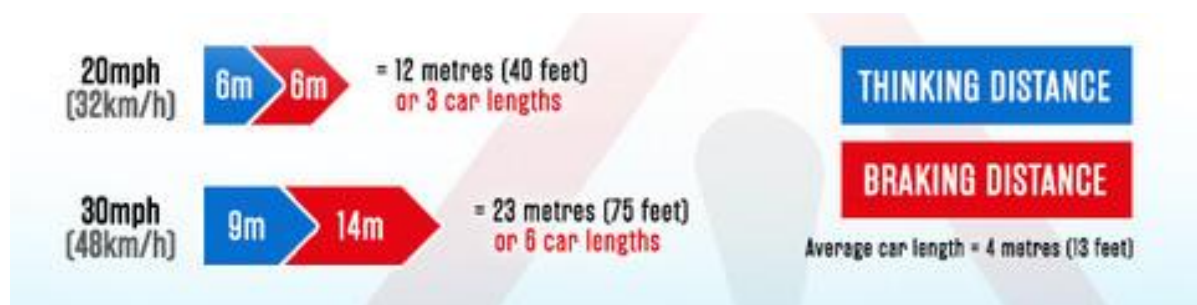 20mph
(32km/h)
6m 6m
= 12 metres (40 feet)
or 3 car lengths
THINKING DISTANCE
BRAKING DISTANCE
30mph
(48km/h)
9m 14m
= 23 metres (75 feet)
or 6 car lengths
Average car length = 4 metres (13 feet)